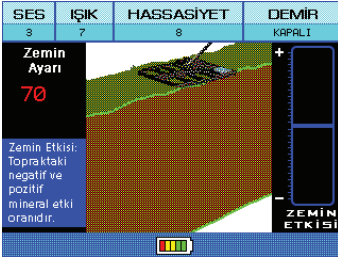 SES IŞIK HASSASİYET DEMİR
3 7 8 KAPALI
Zemin
Ayarı
70
Zemin Etkisi:
Topraktaki
negatif ve
pozitif
mineral etki
oranıdır.
+
-
ZEMİN
ETKİSİ